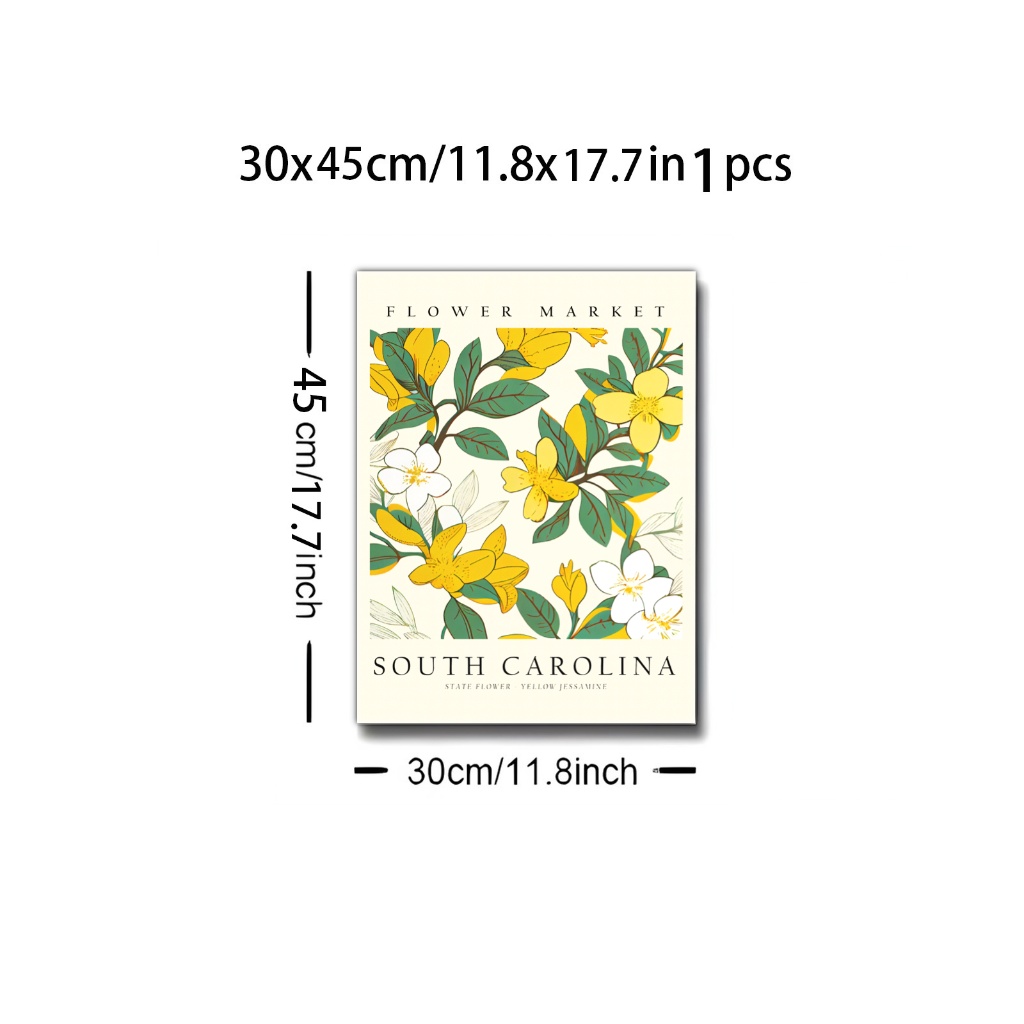 30x45cm/11.8x17.7in 1 pcs
FLOWER MARKET
45 cm/17.7inch
SOUTH CAROLINA
STATE FLOWER · YELLOW JESSAMINE
30cm/11.8inch